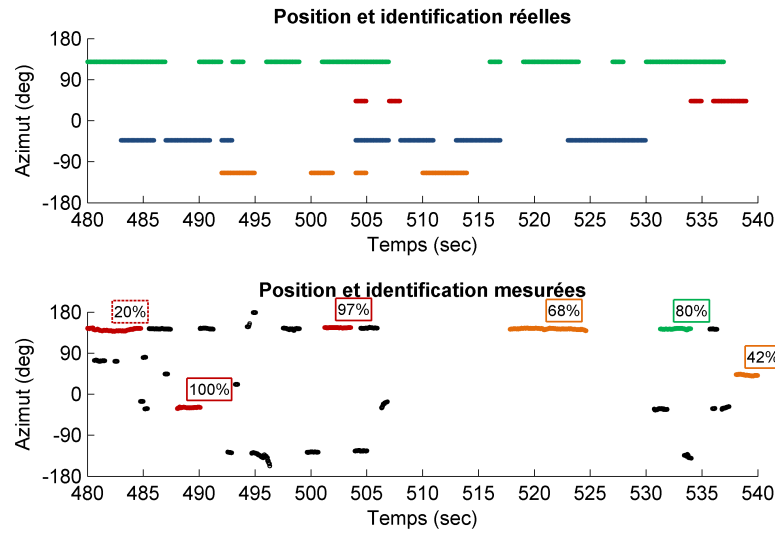 Position et identification réelles
180
90
0
-90
-180
Azimut (deg)
480 485 490 495 500 505 510 515 520 525 530 535 540
Temps (sec)
Position et identification mesurées
20%
97%
68%
80%
42%
100%
180
90
0
-90
-180
Azimut (deg)
480 485 490 495 500 505 510 515 520 525 530 535 540
Temps (sec)